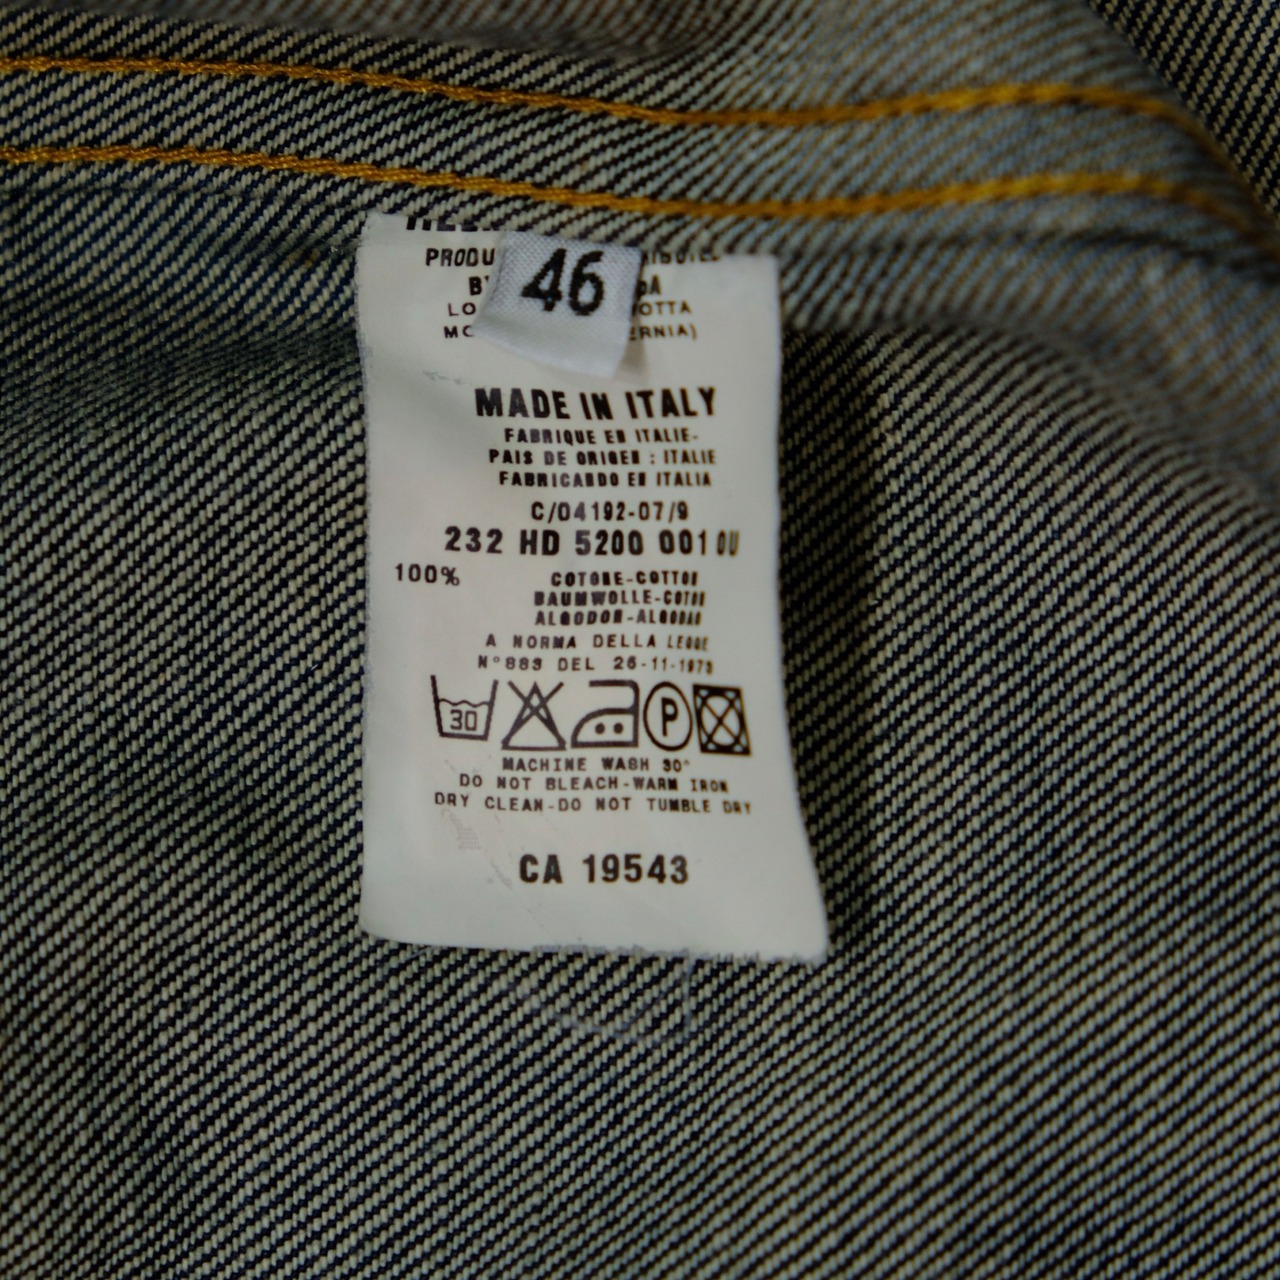 46
MADE IN ITALY
FABRIQUE EN ITALIE-
PAIS DE ORIGEN : ITALIE
FABRICANDO EN ITALIA
C/04192-07/9
232 HD 5200 001 0U
100% COTONE-COTTON
BAUMWOLLE-COTON
ALGODON-ALGODAO
A NORMA DELLA LEGGE
N°883 DEL 26-11-1973
30
P
MACHINE WASH 30°
DO NOT BLEACH-WARM IRON
DRY CLEAN-DO NOT TUMBLE DRY
CA 19543